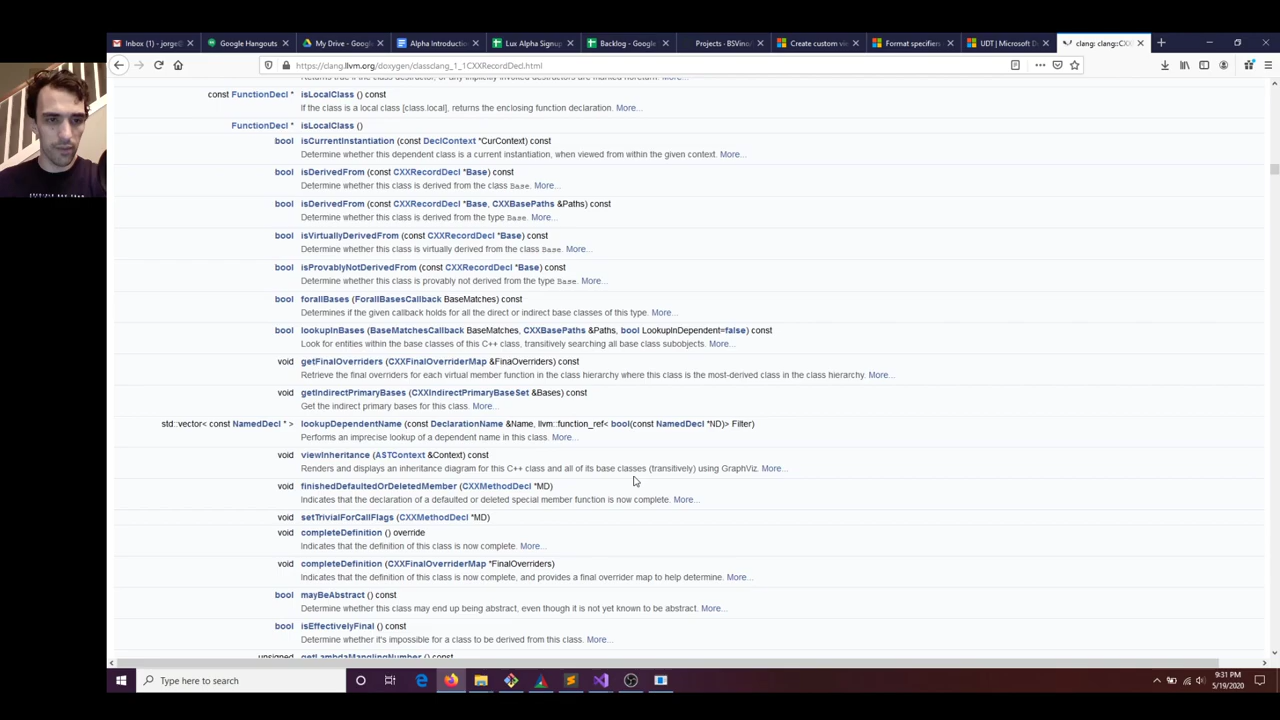 Inbox (1) - jorge@
Google Hangouts
My Drive - Google
Alpha Introduction
Lux Alpha Signup
Backlog - Google
Projects - BSVino/
Create custom vie
Format specifiers
UDT | Microsoft D
clang: clang::CXX
https://clang.llvm.org/doxygen/classclang_1_1CXXRecordDecl.html
const FunctionDecl * isLocalClass () const
If the class is a local class [class.local], returns the enclosing function declaration. More...
FunctionDecl * isLocalClass ()
bool isCurrentInstantiation (const DeclContext *CurContext) const
Determine whether this dependent class is a current instantiation, when viewed from within the given context. More...
bool isDerivedFrom (const CXXRecordDecl *Base) const
Determine whether this class is derived from the class Base. More...
bool isDerivedFrom (const CXXRecordDecl *Base, CXXBasePaths &Paths) const
Determine whether this class is derived from the type Base. More...
bool isVirtuallyDerivedFrom (const CXXRecordDecl *Base) const
Determine whether this class is virtually derived from the class Base. More...
bool isProvablyNotDerivedFrom (const CXXRecordDecl *Base) const
Determine whether this class is provably not derived from the type Base. More...
bool forallBases (ForallBasesCallback BaseMatches) const
Determines if the given callback holds for all the direct or indirect base classes of this type. More...
bool lookupInBases (BaseMatchesCallback BaseMatches, CXXBasePaths &Paths, bool LookupInDependent=false) const
Look for entities within the base classes of this C++ class, transitively searching all base class subobjects. More...
void getFinalOverriders (CXXFinalOverriderMap &FinaOverriders) const
Retrieve the final overriders for each virtual member function in the class hierarchy where this class is the most-derived class in the class hierarchy. More...
void getIndirectPrimaryBases (CXXIndirectPrimaryBaseSet &Bases) const
Get the indirect primary bases for this class. More...
std::vector< const NamedDecl * > lookupDependentName (const DeclarationName &Name, llvm::function_ref< bool(const NamedDecl *ND)> Filter)
Performs an imprecise lookup of a dependent name in this class. More...
void viewInheritance (ASTContext &Context) const
Renders and displays an inheritance diagram for this C++ class and all of its base classes (transitively) using GraphViz. More...
void finishedDefaultedOrDeletedMember (CXXMethodDecl *MD)
Indicates that the declaration of a defaulted or deleted special member function is now complete. More...
void setTrivialForCallFlags (CXXMethodDecl *MD)
void completeDefinition () override
Indicates that the definition of this class is now complete. More...
void completeDefinition (CXXFinalOverriderMap *FinalOverriders)
Indicates that the definition of this class is now complete, and provides a final overrider map to help determine. More...
bool mayBeAbstract () const
Determine whether this class may end up being abstract, even though it is not yet known to be abstract. More...
bool isEffectivelyFinal () const
Determine whether it's impossible for a class to be derived from this class. More...
unsigned getLambdaManglingNumber () const
Type here to search
9:31 PM
5/19/2020